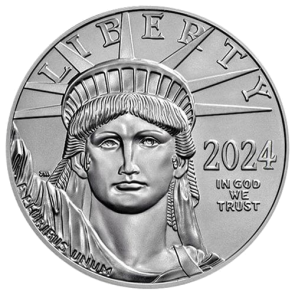 LIBERTY
2024
IN GOD
WE
TRUST
E PLURIBUS UNUM